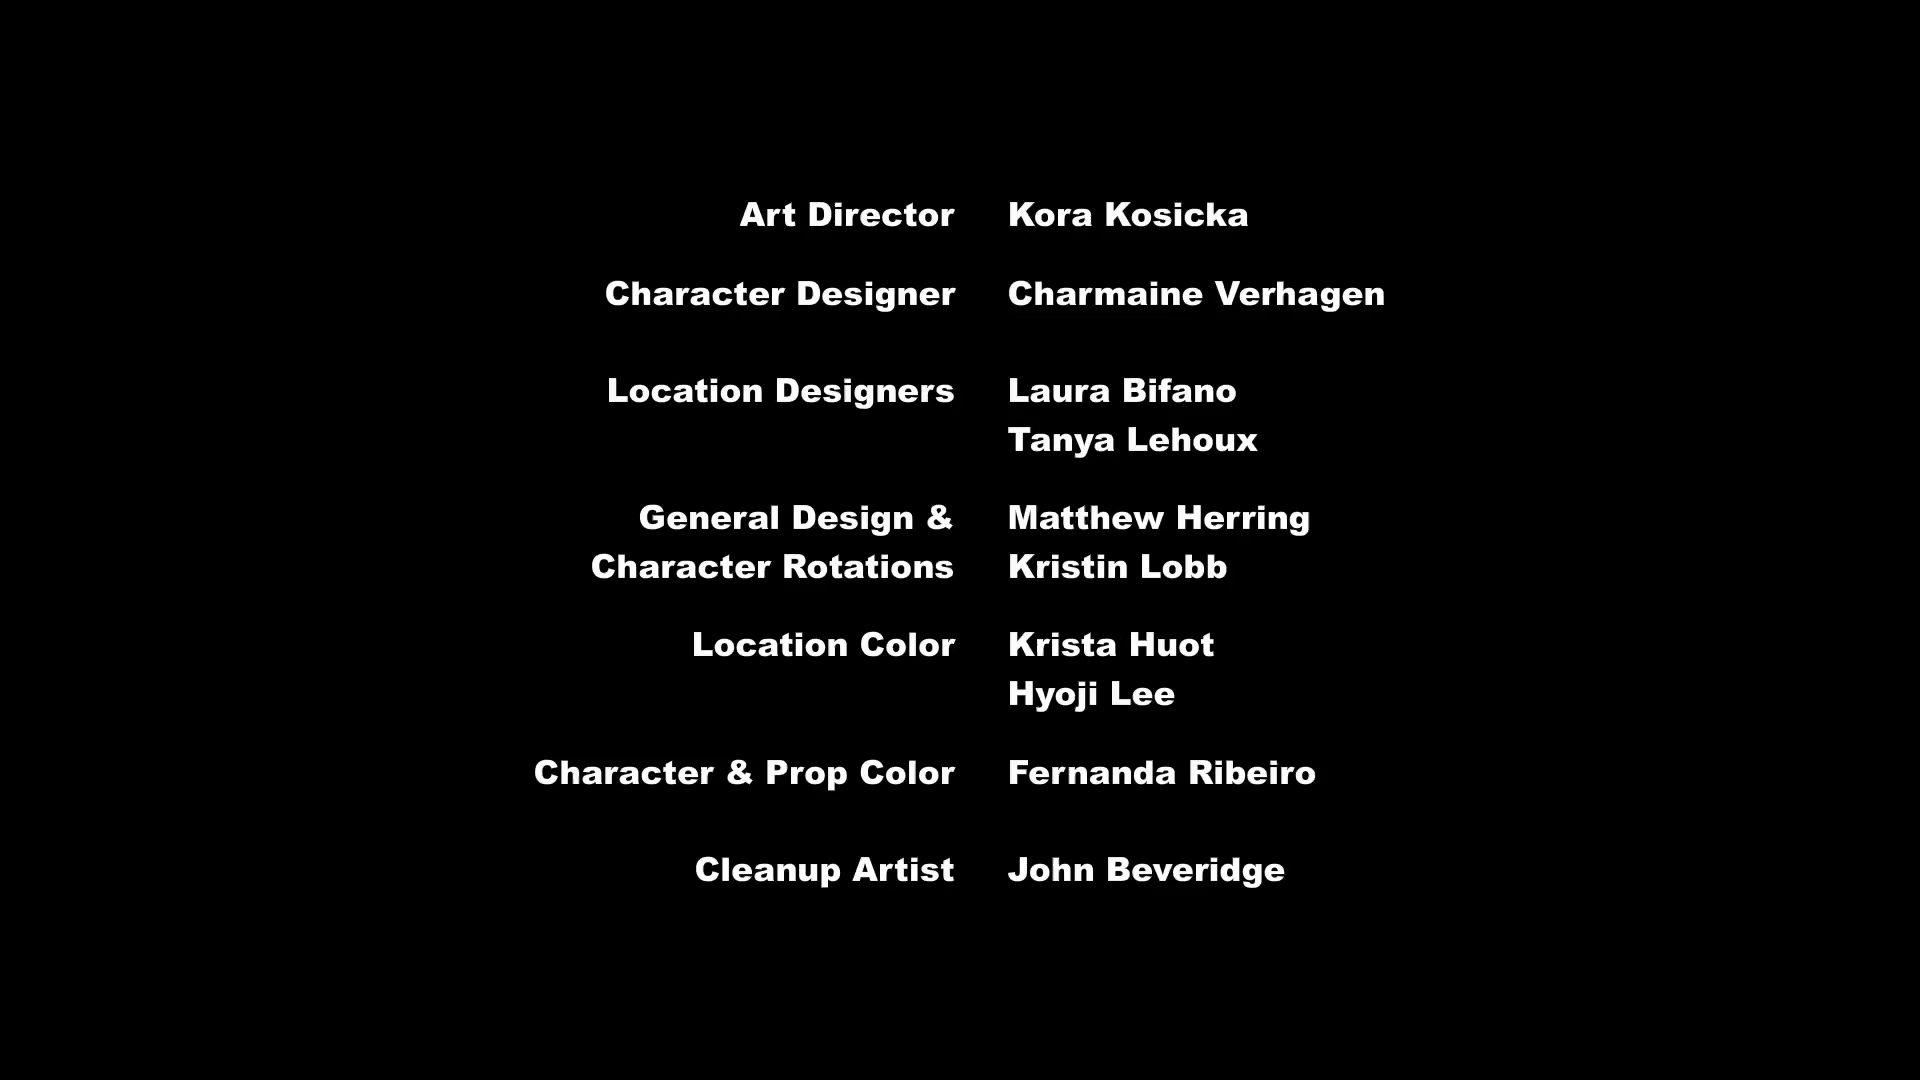 Art Director Kora Kosicka
Character Designer Charmaine Verhagen
Location Designers Laura Bifano
Tanya Lehoux
General Design & Matthew Herring
Character Rotations Kristin Lobb
Location Color Krista Huot
Hyoji Lee
Character & Prop Color Fernanda Ribeiro
Cleanup Artist John Beveridge